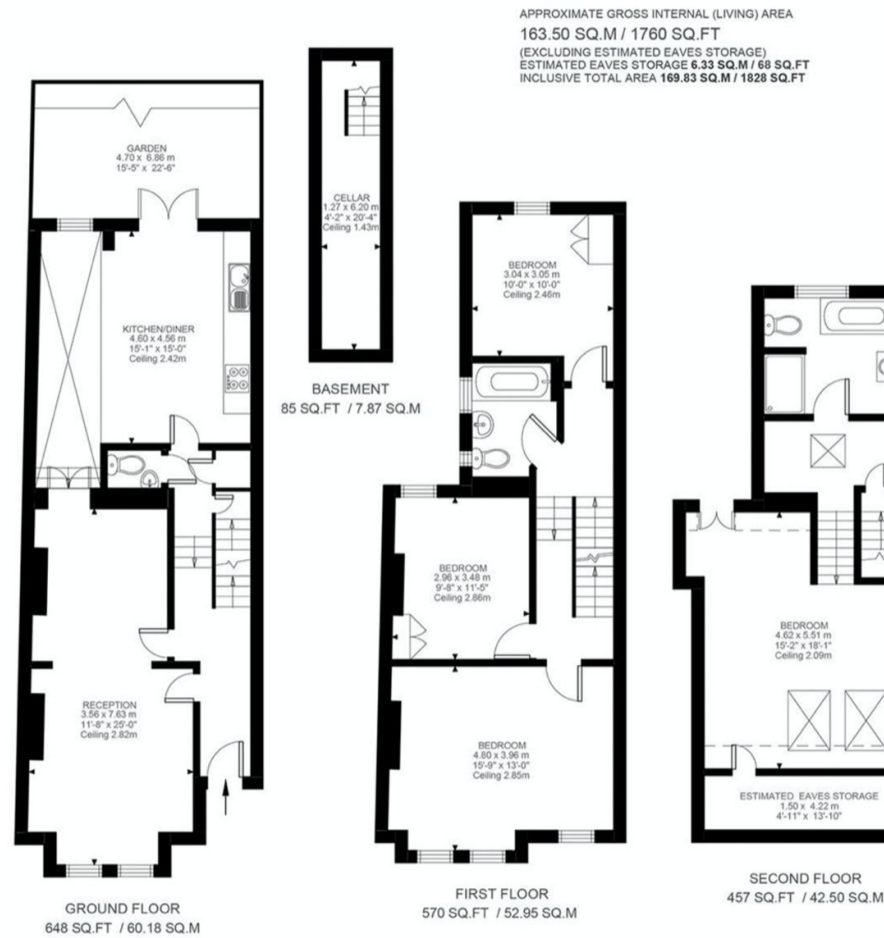 APPROXIMATE GROSS INTERNAL (LIVING) AREA
163.50 SQ.M / 1760 SQ.FT
(EXCLUDING ESTIMATED EAVES STORAGE)
ESTIMATED EAVES STORAGE 6.33 SQ.M / 68 SQ.FT
INCLUSIVE TOTAL AREA 169.83 SQ.M / 1828 SQ.FT
GARDEN
4.70 x 6.86 m
15'-5" x 22'-6"
KITCHEN/DINER
4.60 x 4.56 m
15'-1" x 15'-0"
Ceiling 2.42m
RECEPTION
3.56 x 7.63 m
11'-8" x 25'-0"
Ceiling 2.82m
GROUND FLOOR
648 SQ.FT / 60.18 SQ.M
CELLAR
1.27 x 6.20 m
4'-2" x 20'-4"
Ceiling 1.43m
BASEMENT
85 SQ.FT / 7.87 SQ.M
BEDROOM
3.04 x 3.05 m
10'-0" x 10'-0"
Ceiling 2.46m
BEDROOM
2.96 x 3.48 m
9'-8" x 11'-5"
Ceiling 2.86m
BEDROOM
4.80 x 3.96 m
15'-9" x 13'-0"
Ceiling 2.85m
FIRST FLOOR
570 SQ.FT / 52.95 SQ.M
BEDROOM
4.62 x 5.51 m
15'-2" x 18'-1"
Ceiling 2.09m
ESTIMATED EAVES STORAGE
1.50 x 4.22 m
4'-11" x 13'-10"
SECOND FLOOR
457 SQ.FT / 42.50 SQ.M